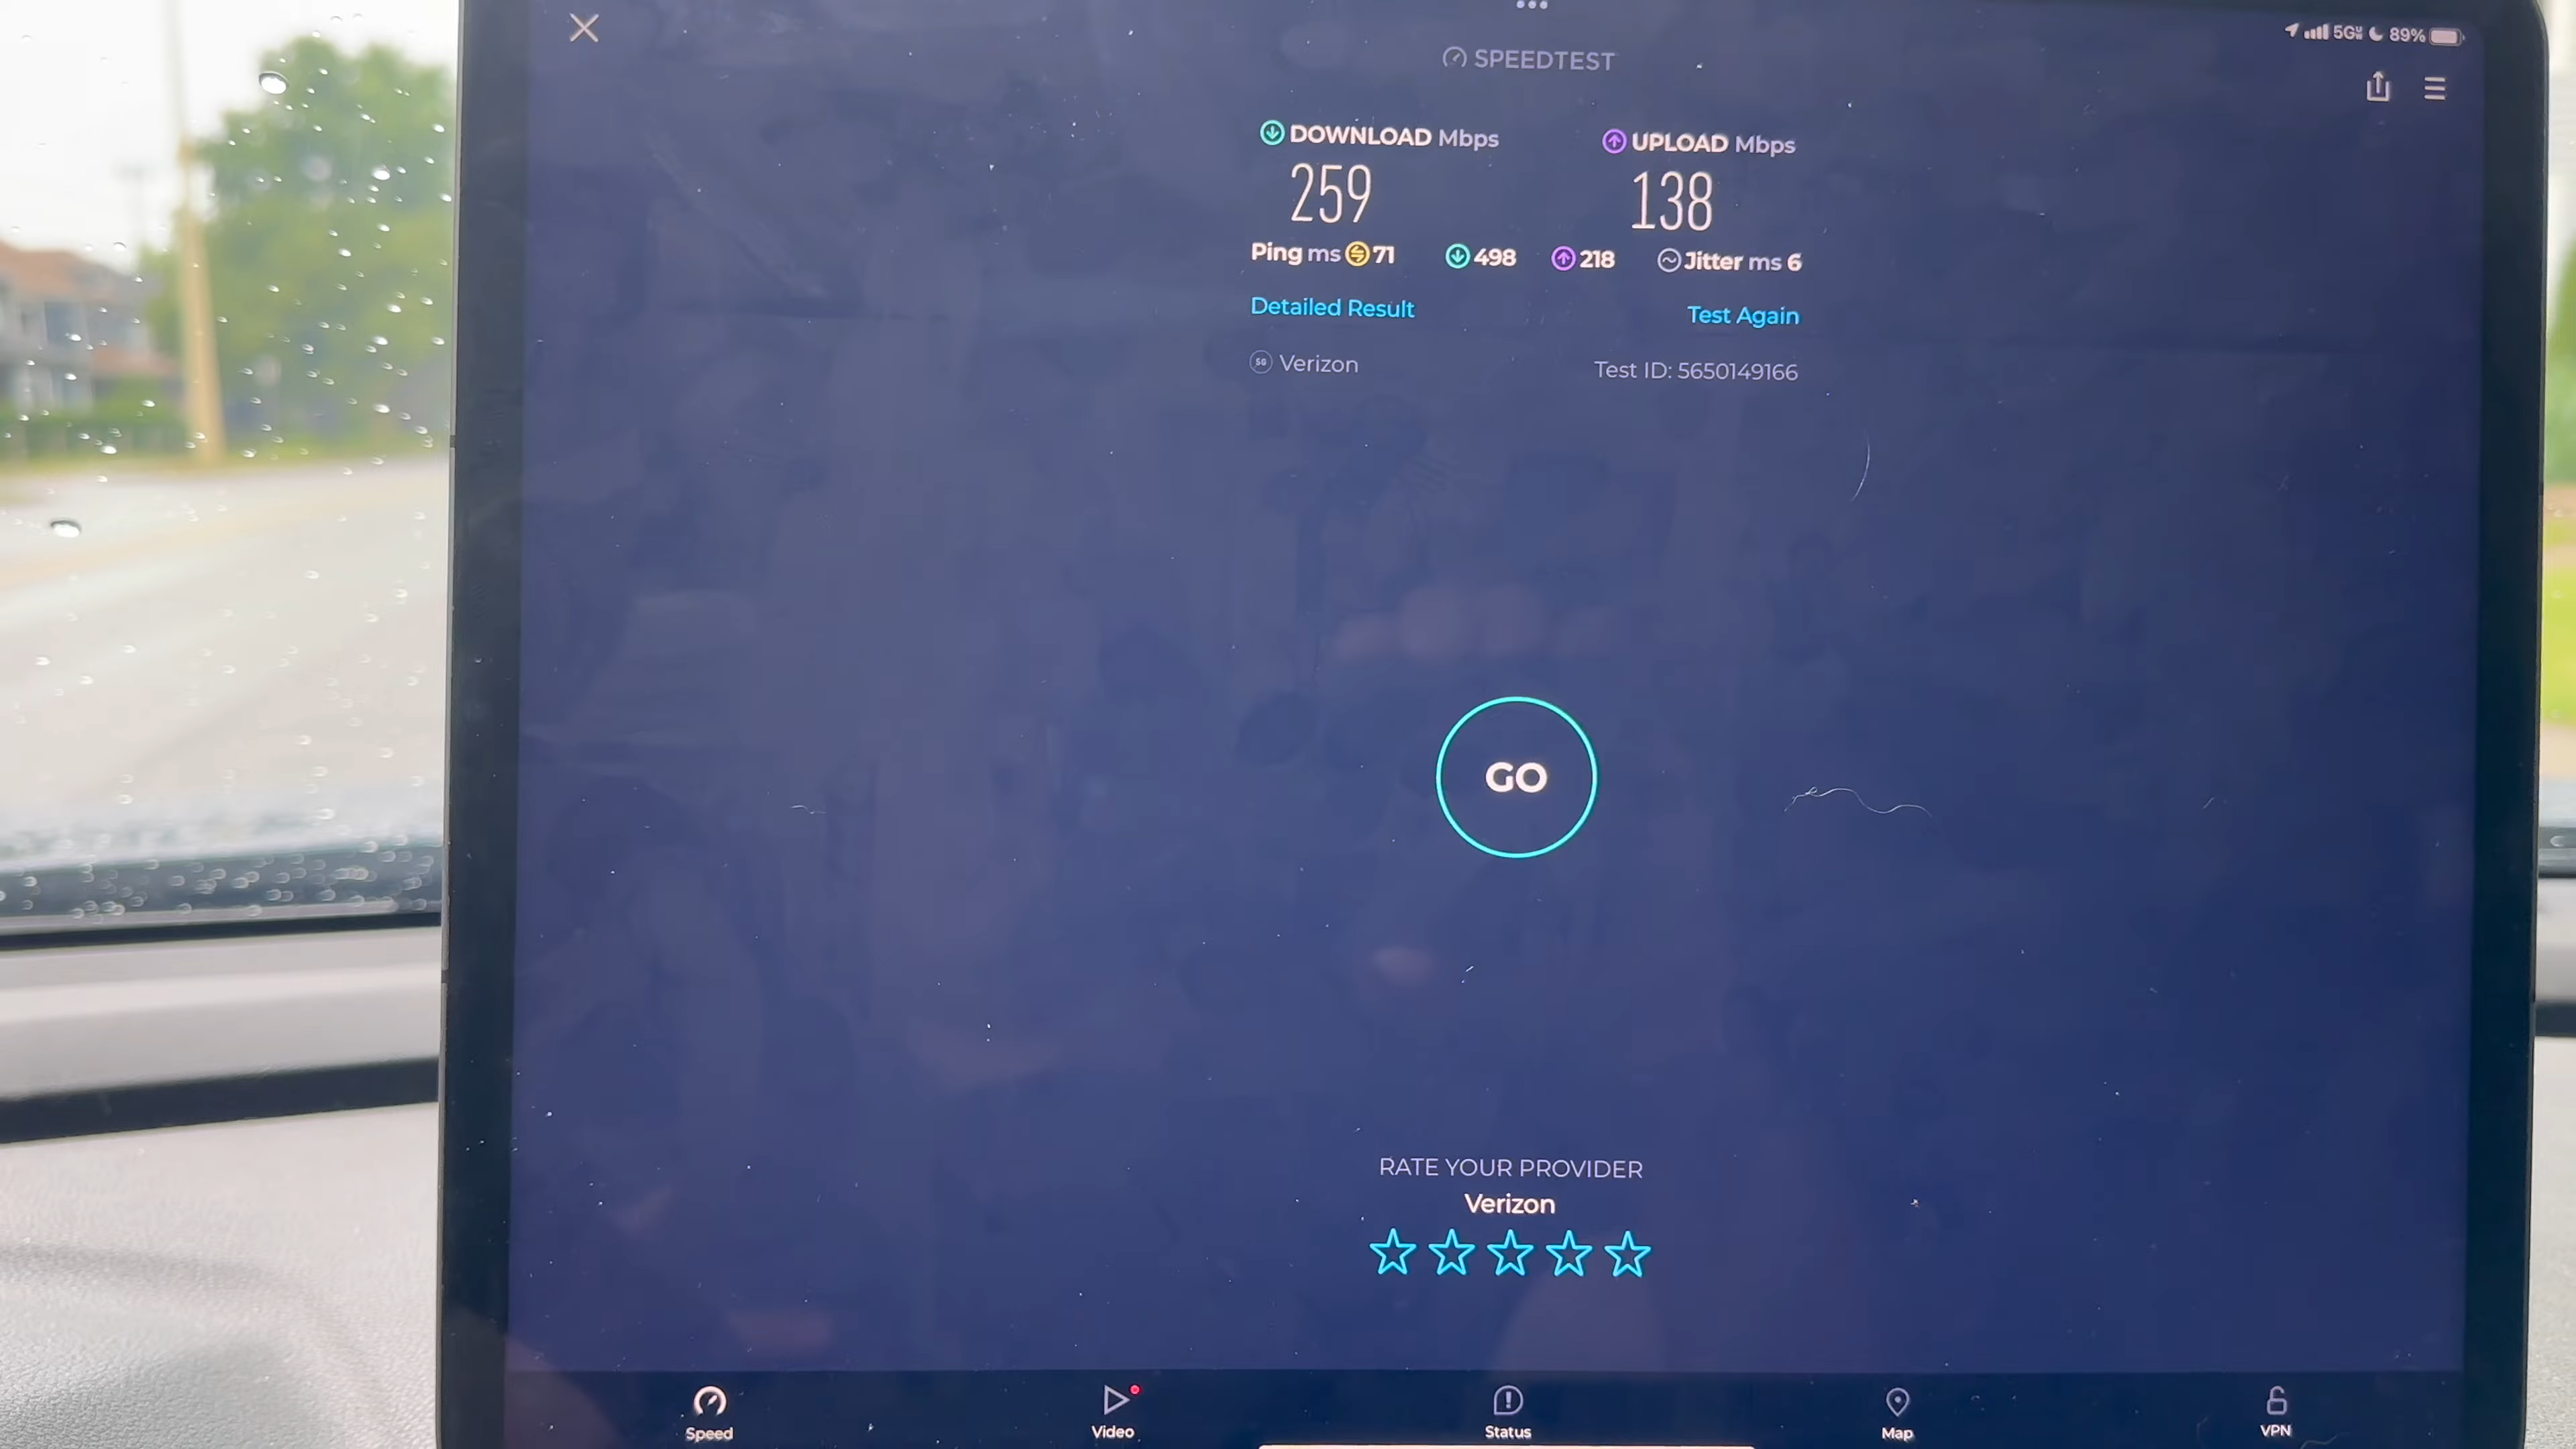 5G 89%
SPEEDTEST
DOWNLOAD Mbps UPLOAD Mbps
259 138
Ping ms 71 498 218 Jitter ms 6
Detailed Result Test Again
5G Verizon Test ID: 5650149166
GO
RATE YOUR PROVIDER
Verizon
Speed Video Status Map VPN